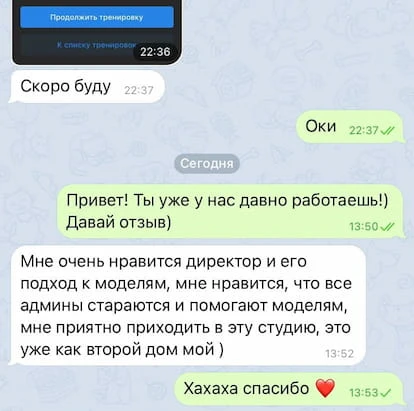 Продолжить тренировку
К списку тренировок
22:36
Скоро буду 22:37
Оки 22:37
Сегодня
Привет! Ты уже у нас давно работаешь!)
Давай отзыв) 13:50
Мне очень нравится директор и его
подход к моделям, мне нравится, что все
админы стараются и помогают моделям,
мне приятно приходить в эту студию, это
уже как второй дом мой ) 13:52
Хахаха спасибо ❤️ 13:53